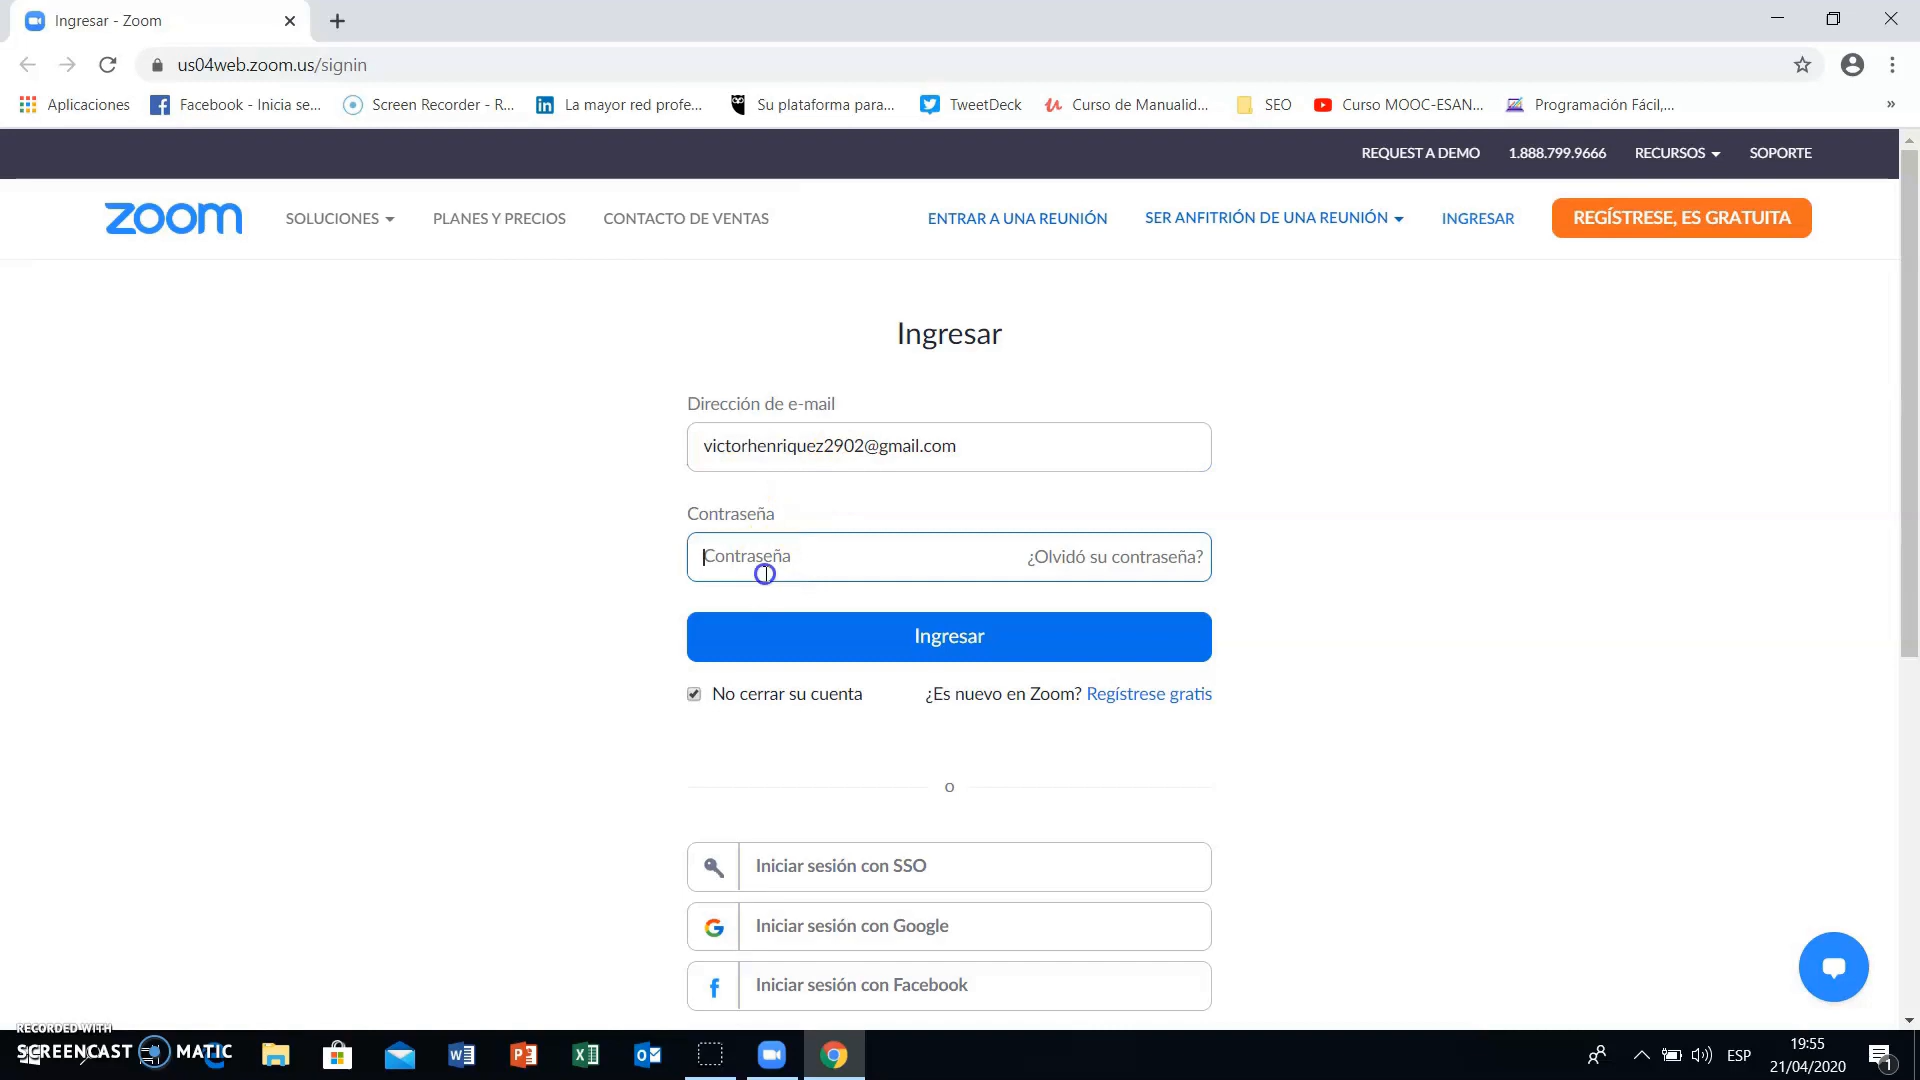 Ingresar - Zoom
us04web.zoom.us/signin
Aplicaciones
Facebook - Inicia se...
Screen Recorder - R...
La mayor red profe...
Su plataforma para...
TweetDeck
Curso de Manualid...
SEO
Curso MOOC-ESAN...
Programación Fácil,...
»
REQUEST A DEMO
1.888.799.9666
RECURSOS
SOPORTE
zoom
SOLUCIONES
PLANES Y PRECIOS
CONTACTO DE VENTAS
ENTRAR A UNA REUNIÓN
SER ANFITRIÓN DE UNA REUNIÓN
INGRESAR
REGÍSTRESE, ES GRATUITA
Ingresar
Dirección de e-mail
victorhenriquez2902@gmail.com
Contraseña
Contraseña
¿Olvidó su contraseña?
Ingresar
No cerrar su cuenta
¿Es nuevo en Zoom? Regístrese gratis
o
Iniciar sesión con SSO
Iniciar sesión con Google
Iniciar sesión con Facebook
RECORDED WITH
SCREENCAST MATIC
ESP
19:55
21/04/2020
1